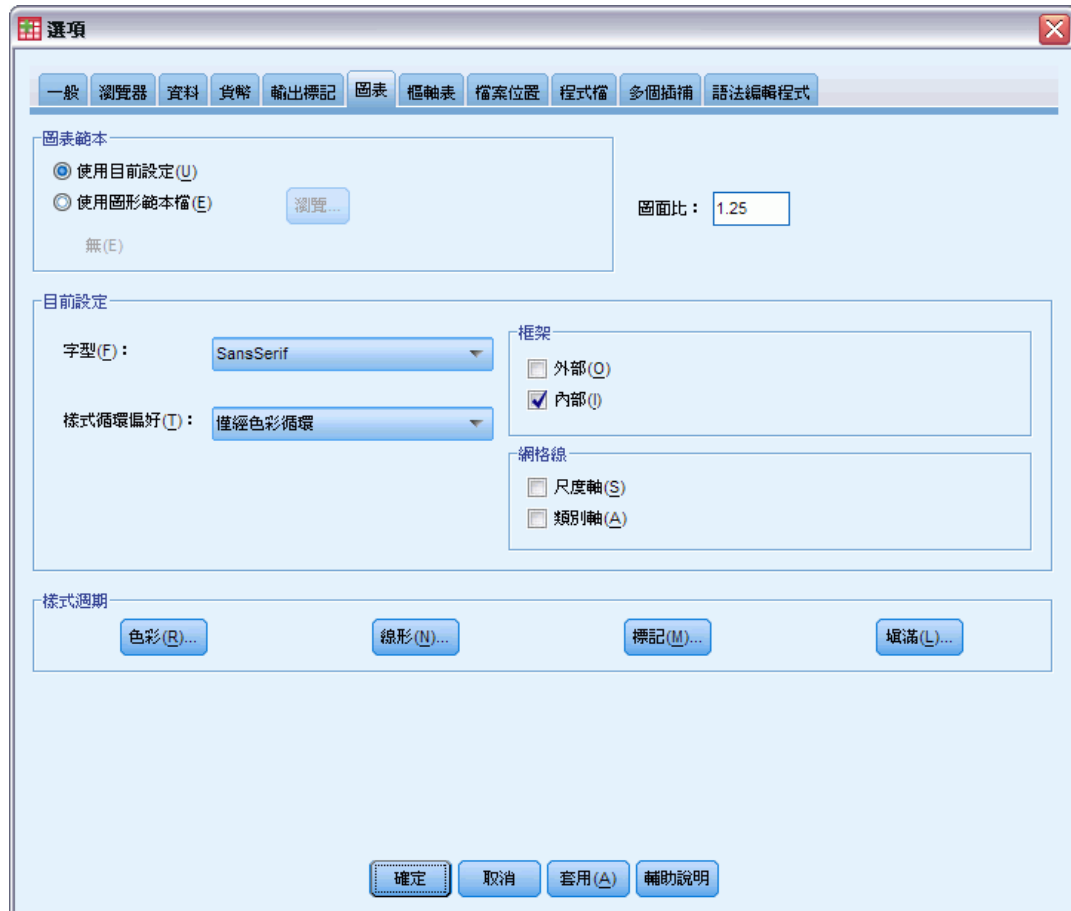 選項
一般 瀏覽器 資料 貨幣 輸出標記 圖表 樞軸表 檔案位置 程式檔 多個插補 語法編輯程式
圖表範本
使用目前設定(U)
使用圖形範本檔(E) 瀏覽...
無(E)
圖面比： 1.25
目前設定
字型(F)： SansSerif
樣式循環偏好(T)： 僅經色彩循環
框架
外部(O)
內部(I)
網格線
尺度軸(S)
類別軸(A)
樣式週期
色彩(R)... 線形(N)... 標記(M)... 填滿(L)...
確定 取消 套用(A) 輔助說明